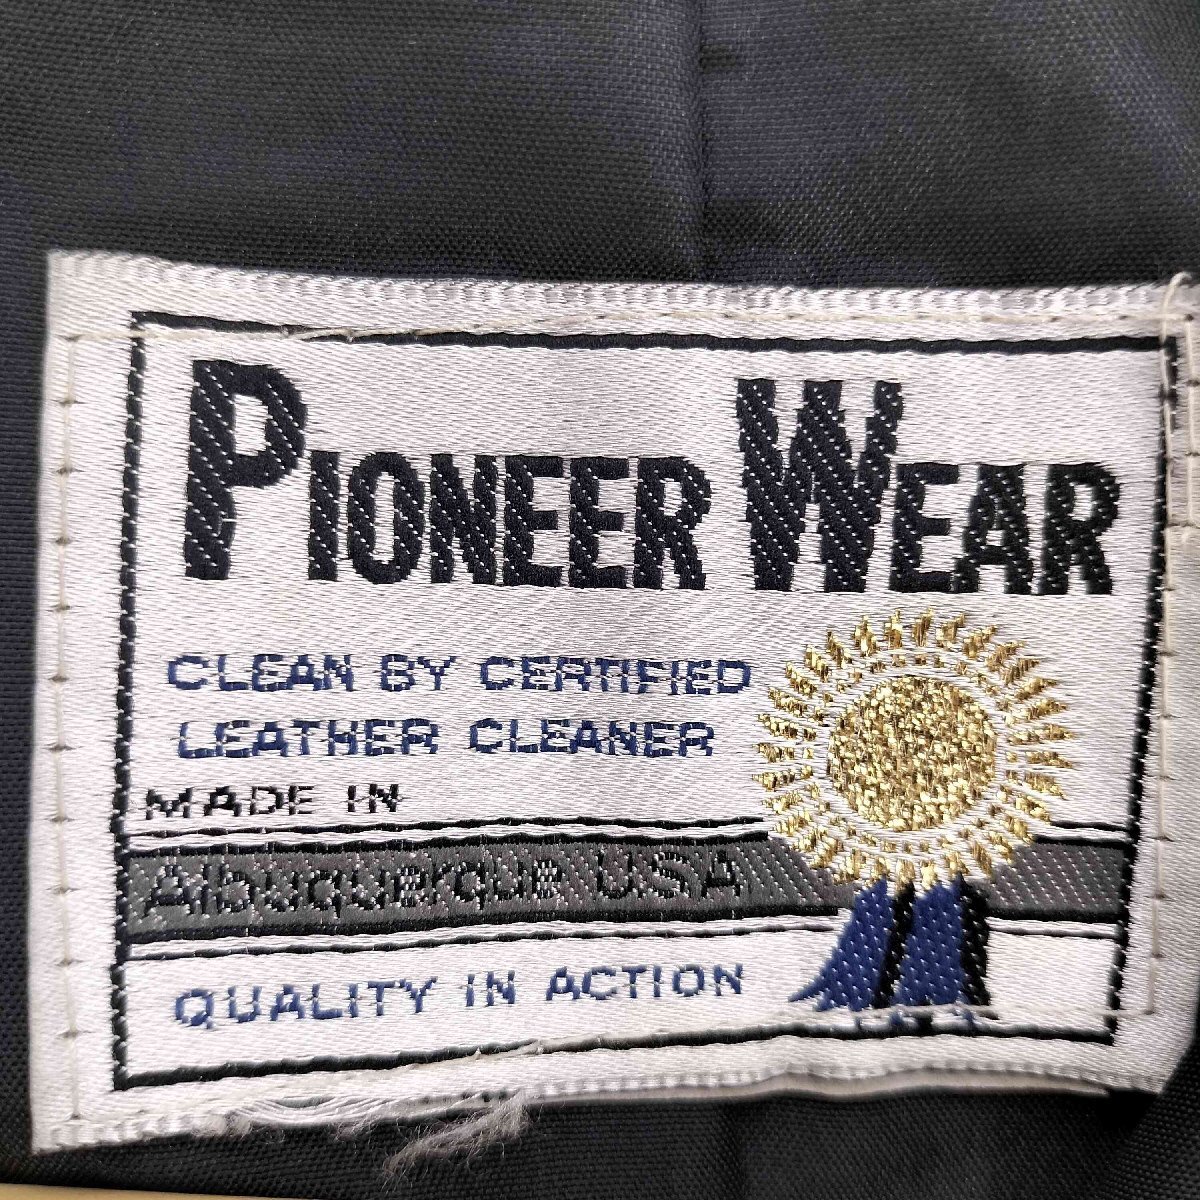 PIONEER WEAR
CLEAN BY CERTIFIED
LEATHER CLEANER
MADE IN
Albuquerque USA
QUALITY IN ACTION